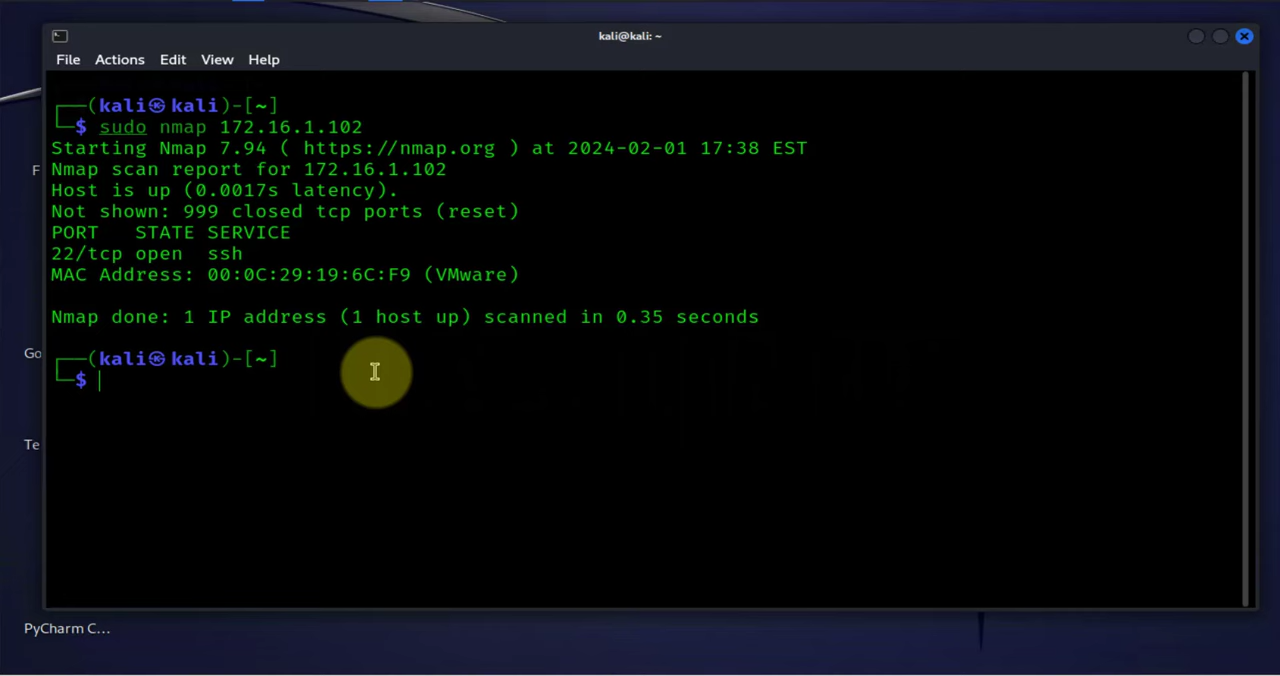 kali@kali: ~
File Actions Edit View Help
┌──(kali㉿kali)-[~]
└─$ sudo nmap 172.16.1.102
Starting Nmap 7.94 ( https://nmap.org ) at 2024-02-01 17:38 EST
Nmap scan report for 172.16.1.102
Host is up (0.0017s latency).
Not shown: 999 closed tcp ports (reset)
PORT   STATE SERVICE
22/tcp open  ssh
MAC Address: 00:0C:29:19:6C:F9 (VMware)
Nmap done: 1 IP address (1 host up) scanned in 0.35 seconds
┌──(kali㉿kali)-[~]
└─$
F
Go
Te
PyCharm C...